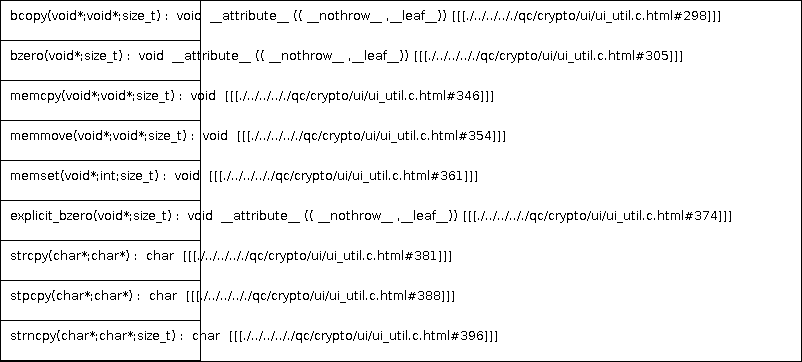 bcopy(void*;void*;size_t) :  void  __attribute__ (( __nothrow__ ,__leaf__)) [[[./../../../qc/crypto/ui/ui_util.c.html#298]]]
bzero(void*;size_t) :  void  __attribute__ (( __nothrow__ ,__leaf__)) [[[./../../.././qc/crypto/ui/ui_util.c.html#305]]]
memcpy(void*;void*;size_t) :  void  [[[./../../.././qc/crypto/ui/ui_util.c.html#346]]]
memmove(void*;void*;size_t) :  void  [[[./../../.././qc/crypto/ui/ui_util.c.html#354]]]
memset(void*;int;size_t) :  void  [[[./../../.././qc/crypto/ui/ui_util.c.html#361]]]
explicit_bzero(void*;size_t) :  void  __attribute__ (( __nothrow__ ,__leaf__)) [[[./../../.././qc/crypto/ui/ui_util.c.html#374]]]
strcpy(char*;char*) :  char  [[[./../../.././qc/crypto/ui/ui_util.c.html#381]]]
stpcpy(char*;char*) :  char  [[[./../../.././qc/crypto/ui/ui_util.c.html#388]]]
strncpy(char*;char*;size_t) :  char  [[[./../../.././qc/crypto/ui/ui_util.c.html#396]]]